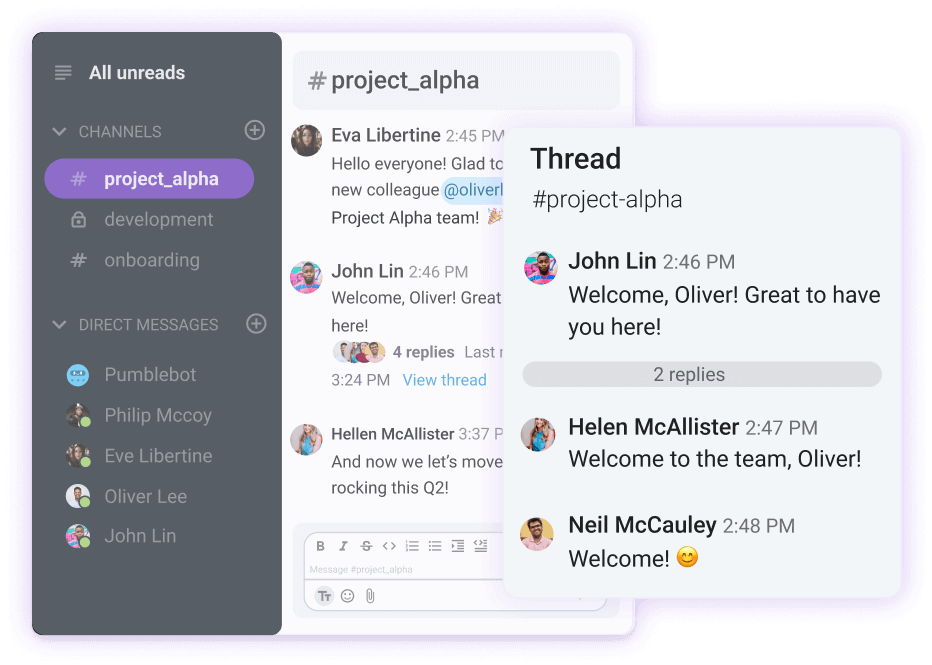 All unreads
CHANNELS
# project_alpha
development
# onboarding
DIRECT MESSAGES
Pumblebot
Philip Mccoy
Eve Libertine
Oliver Lee
John Lin
# project_alpha
Eva Libertine 2:45 PM
Hello everyone! Glad to
new colleague @oliverl
Project Alpha team! 🎉
John Lin 2:46 PM
Welcome, Oliver! Great
here!
4 replies Last
3:24 PM View thread
Hellen McAllister 3:37 P
And now we let’s move
rocking this Q2!
B I S <>
Message #project_alpha
Tr
Thread
#project-alpha
John Lin 2:46 PM
Welcome, Oliver! Great to have
you here!
2 replies
Helen McAllister 2:47 PM
Welcome to the team, Oliver!
Neil McCauley 2:48 PM
Welcome! 😊